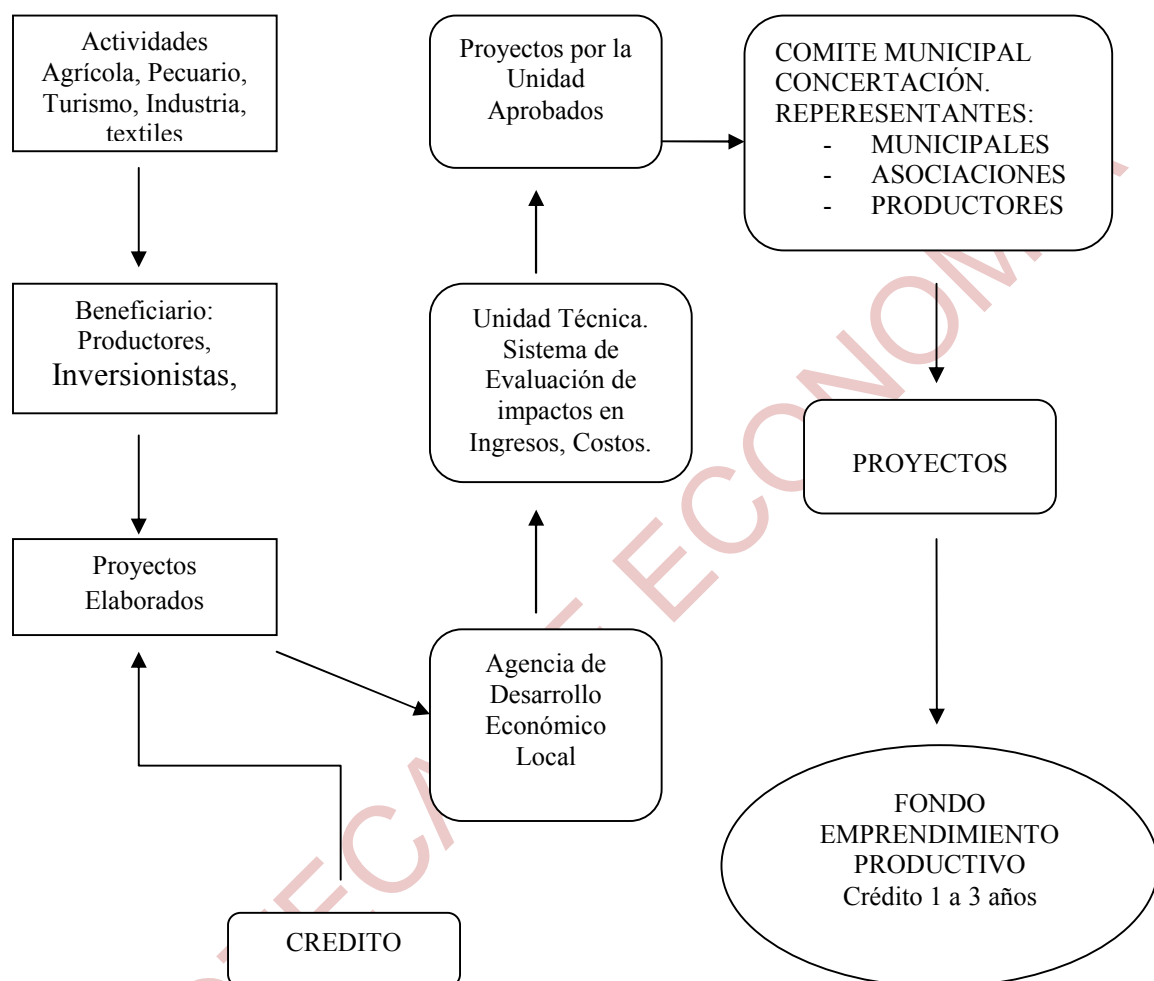 Actividades
Agrícola, Pecuario,
Turismo, Industria,
textiles
Beneficiario:
Productores,
Inversionistas,
Proyectos
Elaborados
CREDITO
Agencia de
Desarrollo
Económico
Local
Unidad Técnica.
Sistema de
Evaluación de
impactos en
Ingresos, Costos.
Proyectos por la
Unidad
Aprobados
COMITE MUNICIPAL
CONCERTACIÓN.
REPERESENTANTES:
- MUNICIPALES
- ASOCIACIONES
- PRODUCTORES
PROYECTOS
FONDO
EMPRENDIMIENTO
PRODUCTIVO
Crédito 1 a 3 años